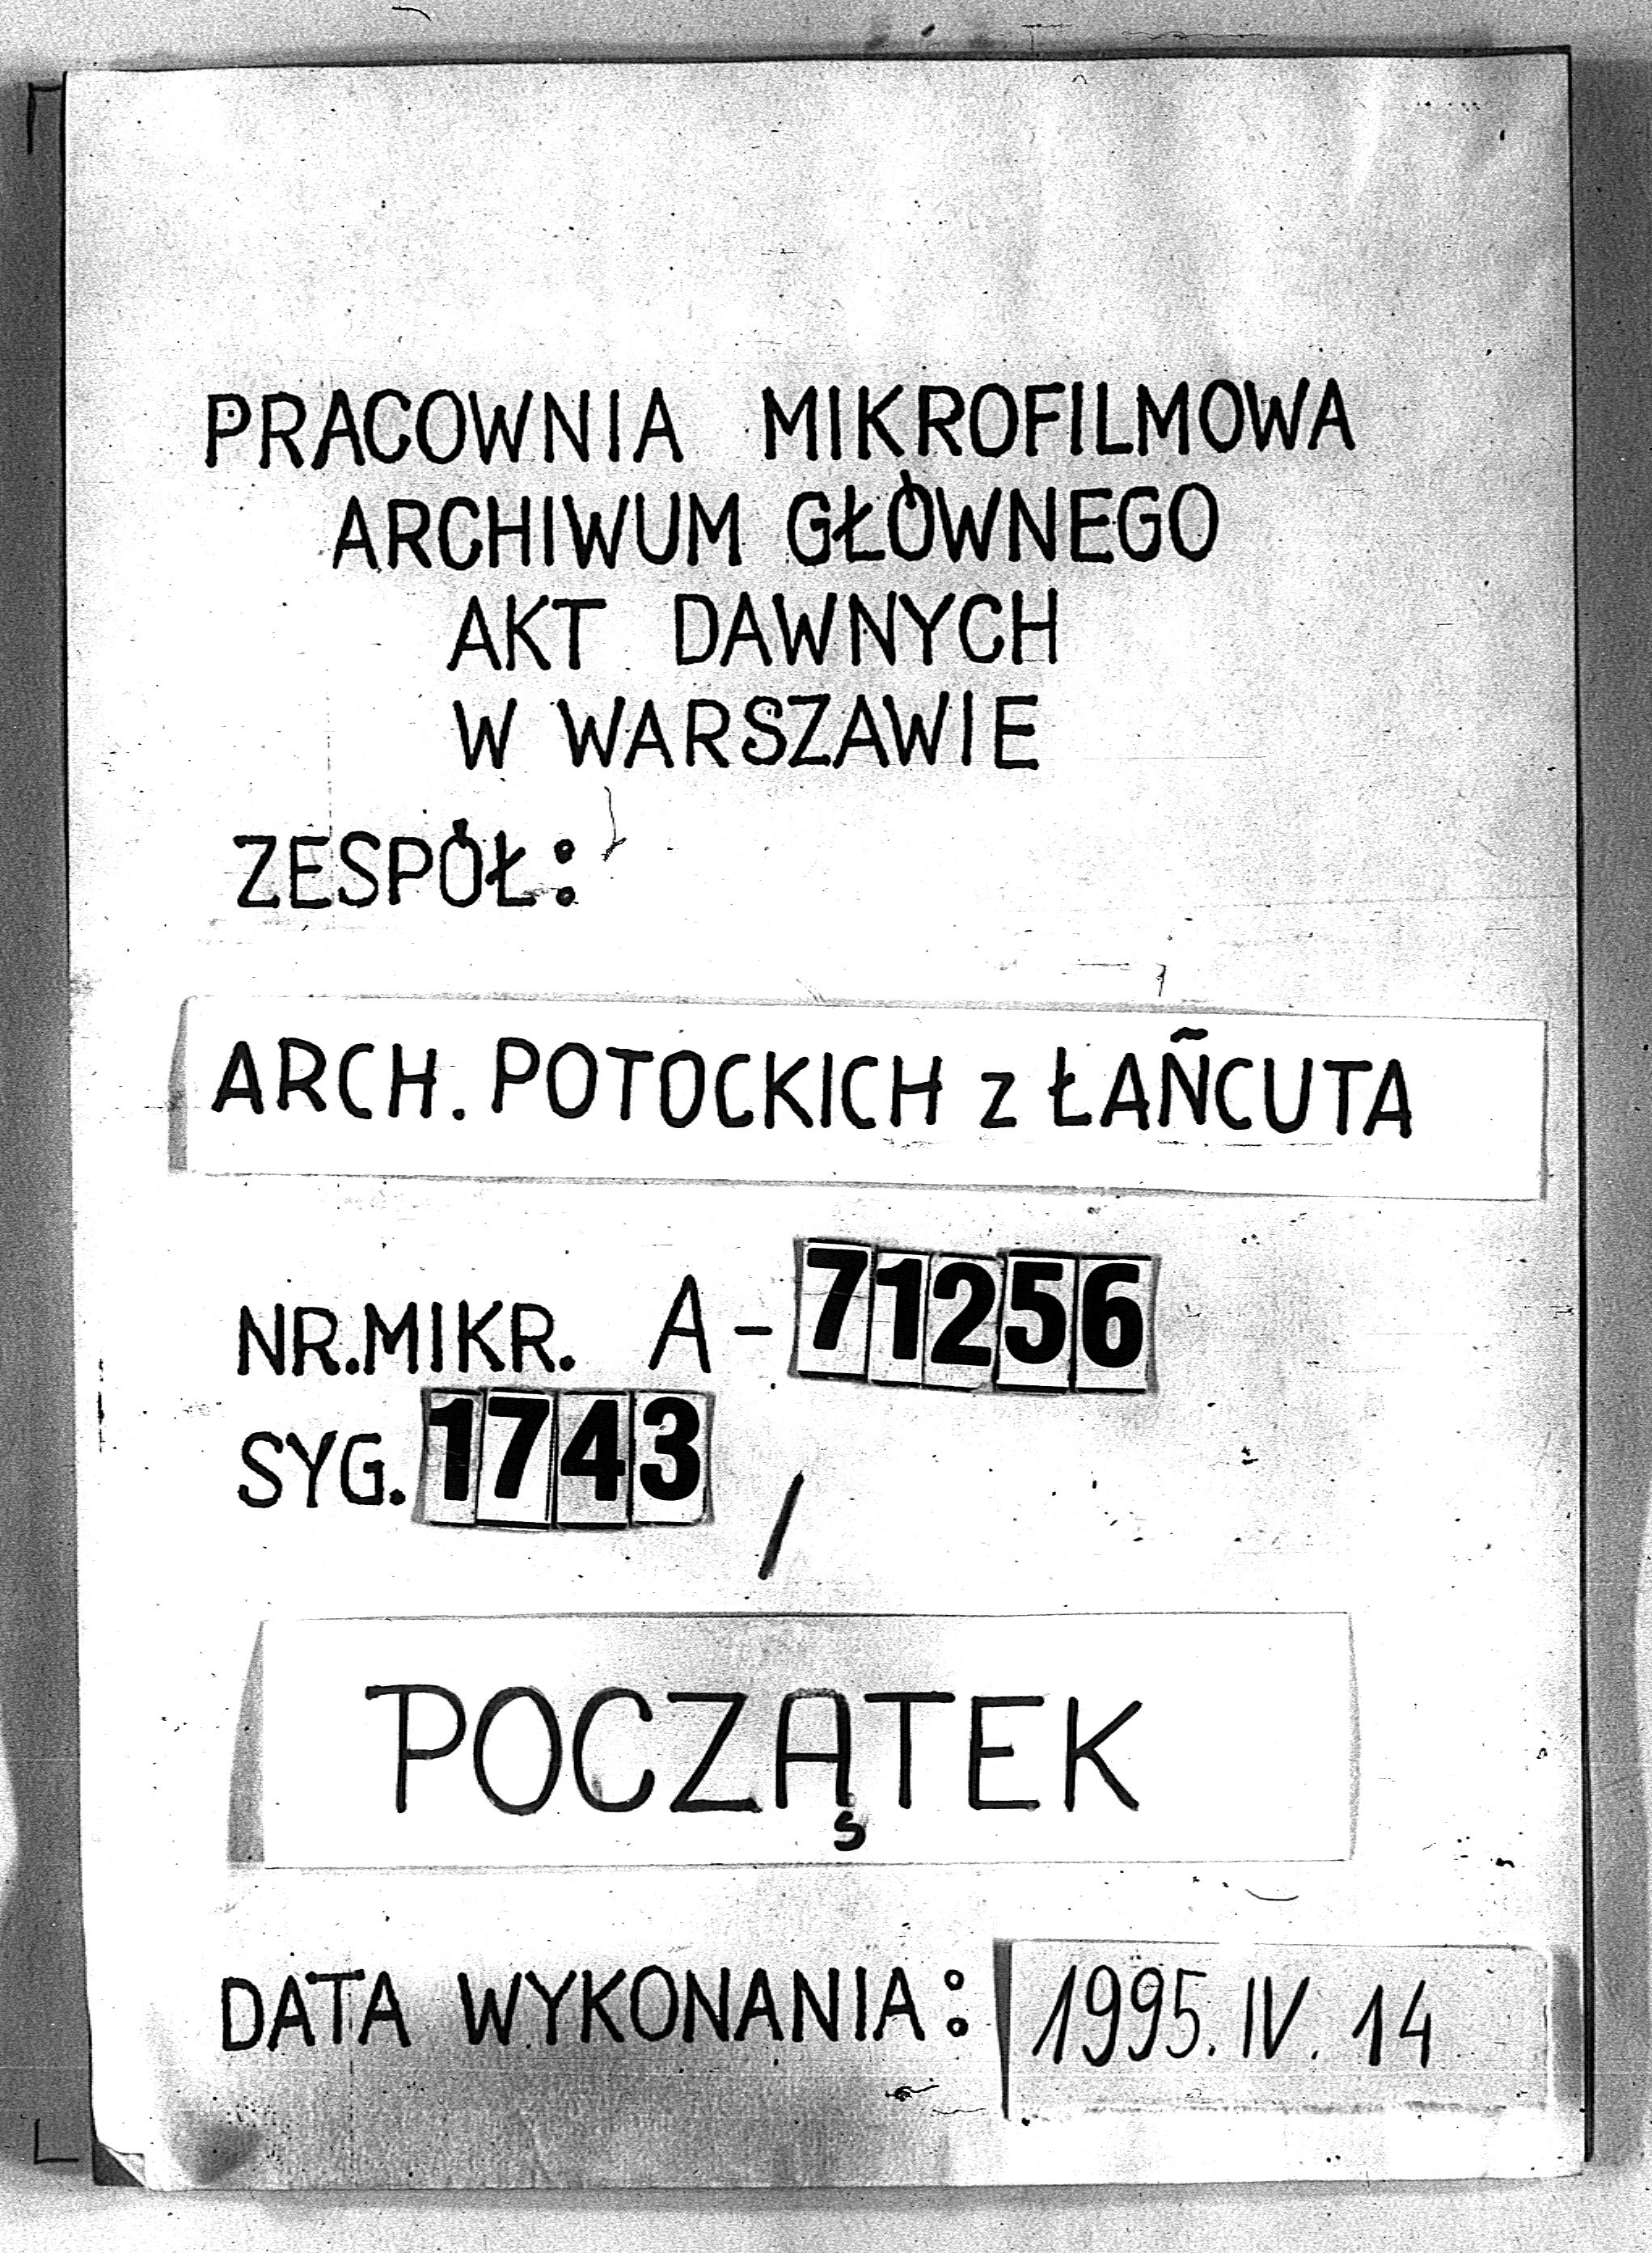 PRACOWNIA MIKROFILMOWA
ARCHIWUM GŁÓWNEGO
AKT DAWNYCH
W WARSZAWIE
ZESPÓŁ:
ARCH. POTOCKICH z ŁAŃCUTA
NR.MIKR. A-71256
SYG. 1743 /
POCZĄTEK
DATA WYKONANIA: 1995. IV. 14